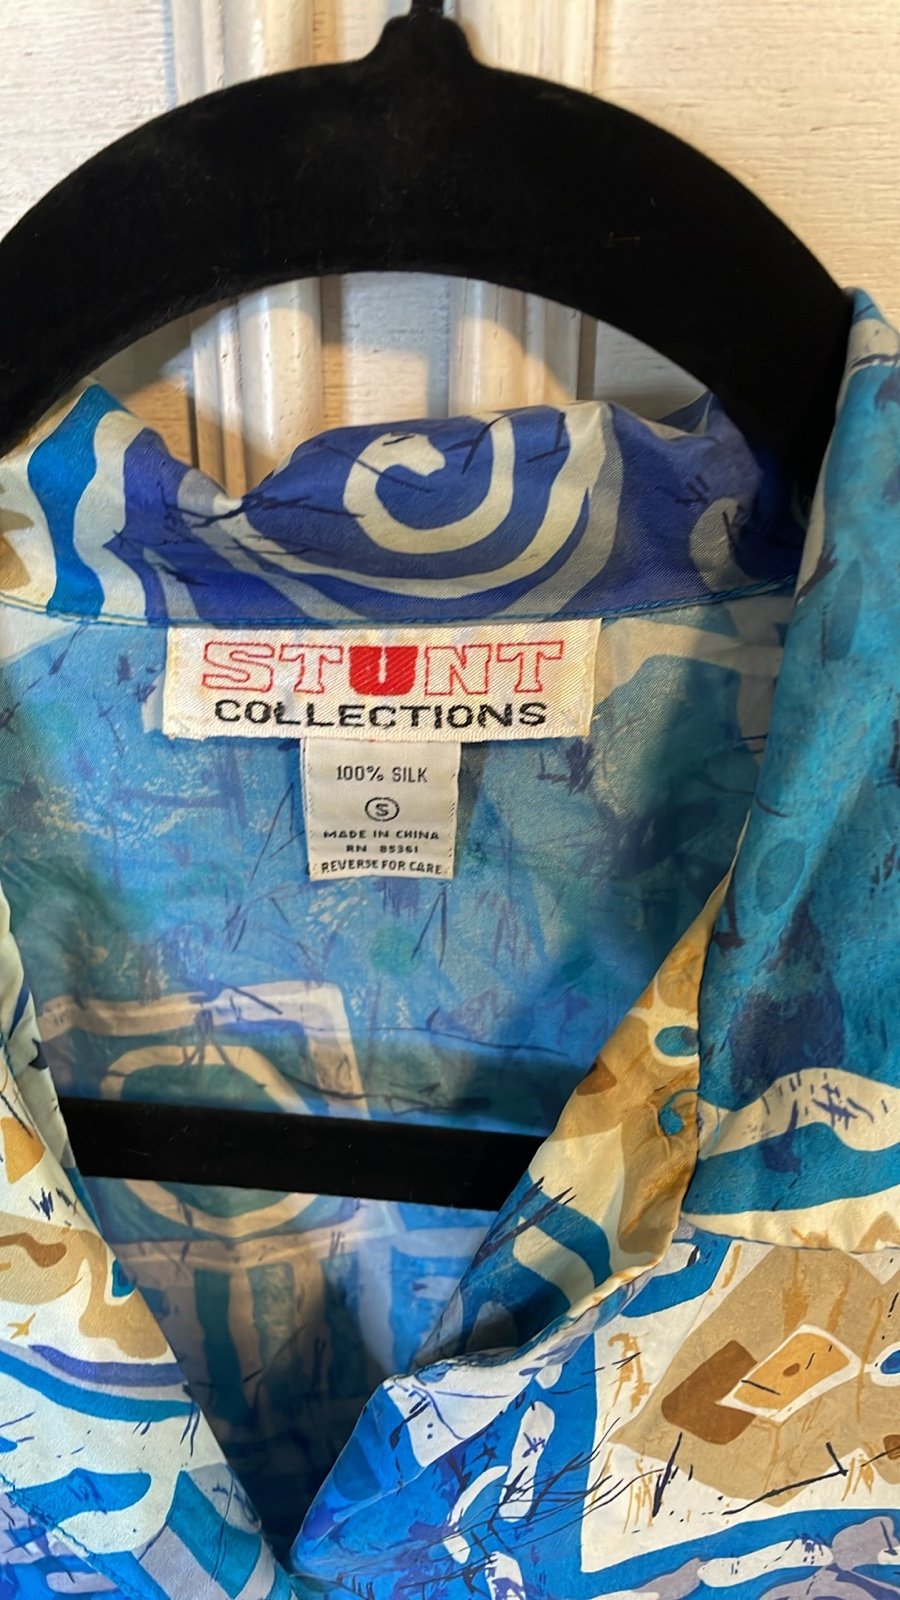 STUNT
COLLECTIONS
100% SILK
S
MADE IN CHINA
RN 85361
REVERSE FOR CARE